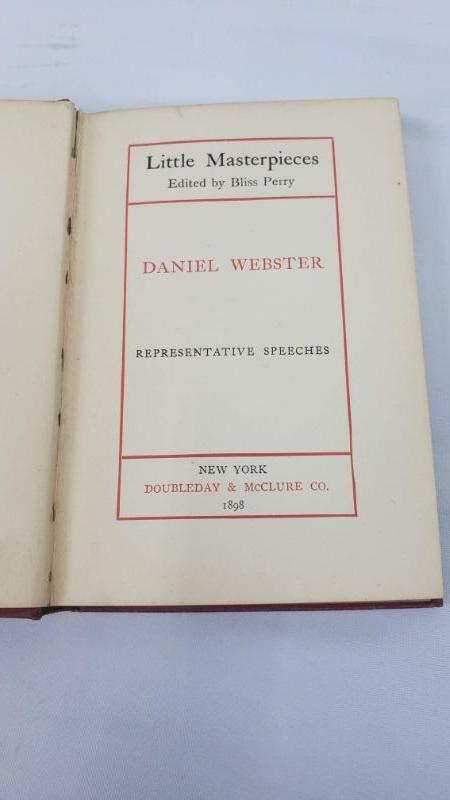 Little Masterpieces
Edited by Bliss Perry
DANIEL WEBSTER
REPRESENTATIVE SPEECHES
NEW YORK
DOUBLEDAY & McCLURE CO.
1898